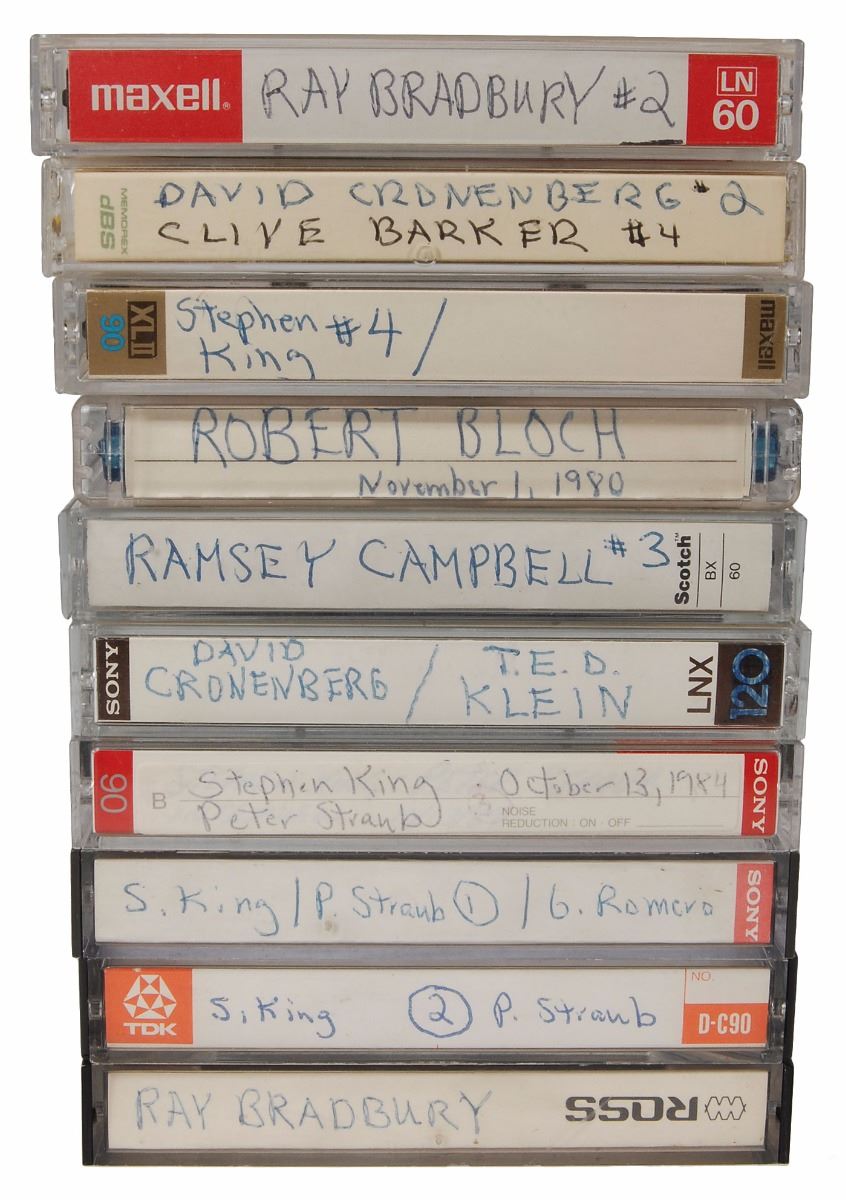 maxell. RAY BRADBURY #2 LN 60
MEMOREX dBS DAVID CRONENBERG #2
CLIVE BARKER #4
XLII 90 Stephen #4 / maxell
King
ROBERT BLOCH
November 1, 1980
RAMSEY CAMPBELL #3 Scotch™ BX 60
SONY DAVID CRONENBERG / T.E.D. KLEIN LNX 120
90 B Stephen King October 13, 1984 SONY
Peter Straub NOISE
REDUCTION : ON · OFF
S. King / P. Straub 1 / G. Romero SONY
TDK S. King 2 P. Straub NO. D-C90
RAY BRADBURY ROSS